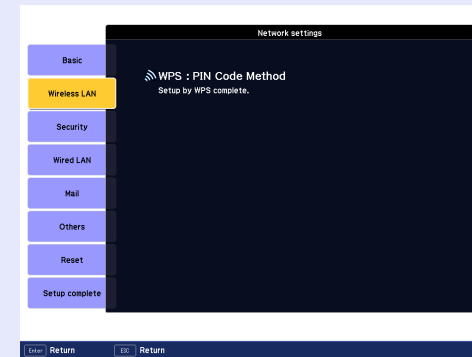 Network settings
Basic
Wireless LAN
Security
Wired LAN
Mail
Others
Reset
Setup complete
WPS : PIN Code Method
Setup by WPS complete.
Enter Return ESC Return